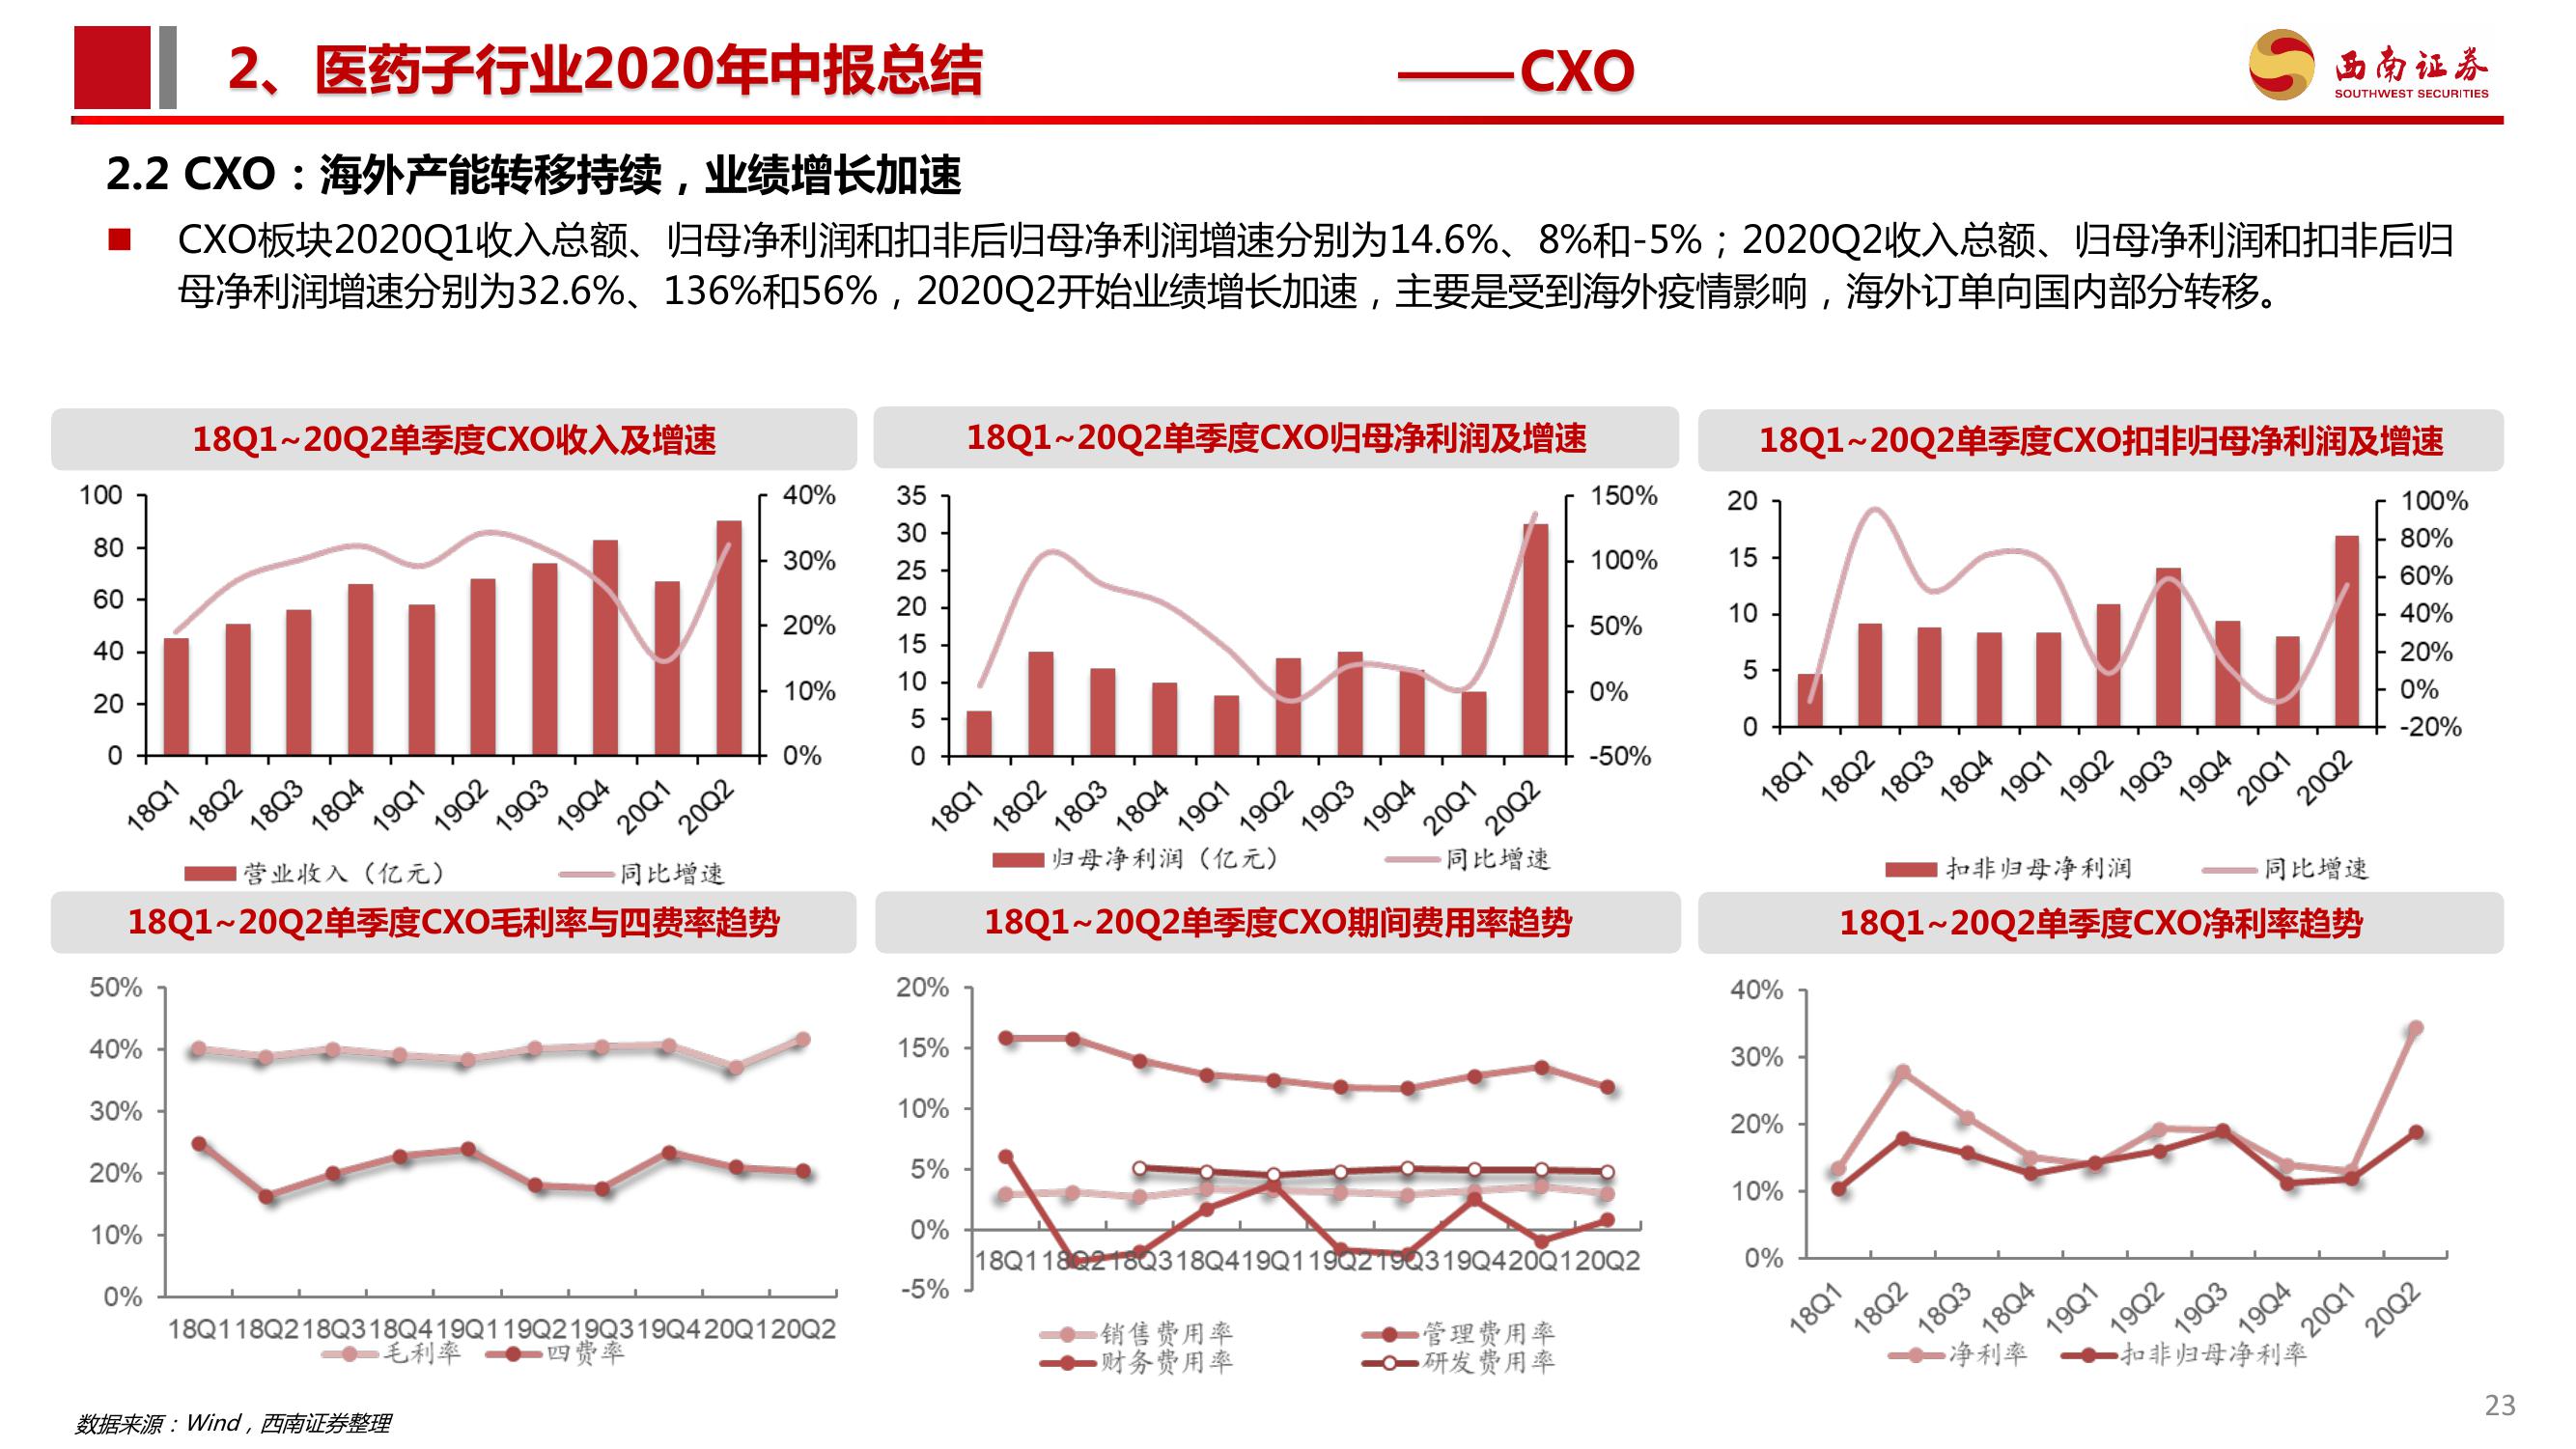 2、医药子行业2020年中报总结
——CXO
西南证券
SOUTHWEST SECURITIES
2.2 CXO：海外产能转移持续，业绩增长加速
CXO板块2020Q1收入总额、归母净利润和扣非后归母净利润增速分别为14.6%、8%和-5%；2020Q2收入总额、归母净利润和扣非后归
母净利润增速分别为32.6%、136%和56%，2020Q2开始业绩增长加速，主要是受到海外疫情影响，海外订单向国内部分转移。
18Q1~20Q2单季度CXO收入及增速
100
80
60
40
20
0
40%
30%
20%
10%
0%
18Q1 18Q2 18Q3 18Q4 19Q1 19Q2 19Q3 19Q4 20Q1 20Q2
营业收入（亿元） 同比增速
18Q1~20Q2单季度CXO归母净利润及增速
35
30
25
20
15
10
5
0
150%
100%
50%
0%
-50%
18Q1 18Q2 18Q3 18Q4 19Q1 19Q2 19Q3 19Q4 20Q1 20Q2
归母净利润（亿元） 同比增速
18Q1~20Q2单季度CXO扣非归母净利润及增速
20
15
10
5
0
100%
80%
60%
40%
20%
0%
-20%
18Q1 18Q2 18Q3 18Q4 19Q1 19Q2 19Q3 19Q4 20Q1 20Q2
扣非归母净利润 同比增速
18Q1~20Q2单季度CXO毛利率与四费率趋势
50%
40%
30%
20%
10%
0%
18Q1 18Q2 18Q3 18Q4 19Q1 19Q2 19Q3 19Q4 20Q1 20Q2
毛利率 四费率
18Q1~20Q2单季度CXO期间费用率趋势
20%
15%
10%
5%
0%
-5%
18Q1 18Q2 18Q3 18Q4 19Q1 19Q2 19Q3 19Q4 20Q1 20Q2
销售费用率 管理费用率
财务费用率 研发费用率
18Q1~20Q2单季度CXO净利率趋势
40%
30%
20%
10%
0%
18Q1 18Q2 18Q3 18Q4 19Q1 19Q2 19Q3 19Q4 20Q1 20Q2
净利率 扣非归母净利率
数据来源：Wind，西南证券整理
23